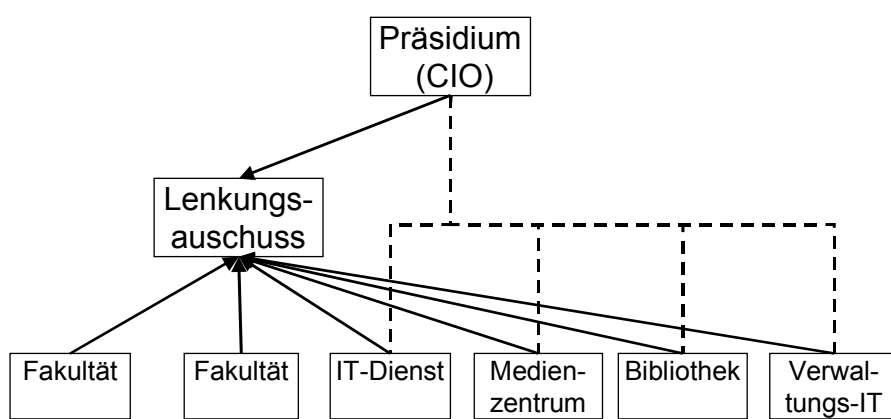 Präsidium
(CIO)
Lenkungs-
auschuss
Fakultät
Fakultät
IT-Dienst
Medien-
zentrum
Bibliothek
Verwal-
tungs-IT